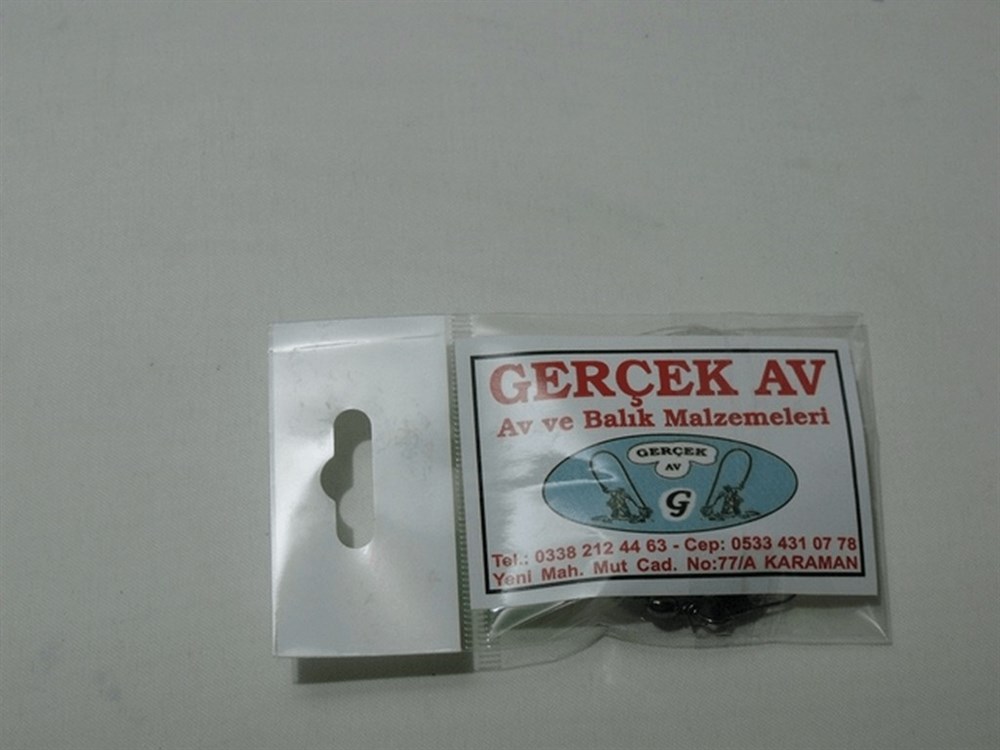 GERÇEK AV
Av ve Balık Malzemeleri
GERÇEK
AV
G
Tel.: 0338 212 44 63 - Cep: 0533 431 07 78
Yeni Mah. Mut Cad. No:77/A KARAMAN